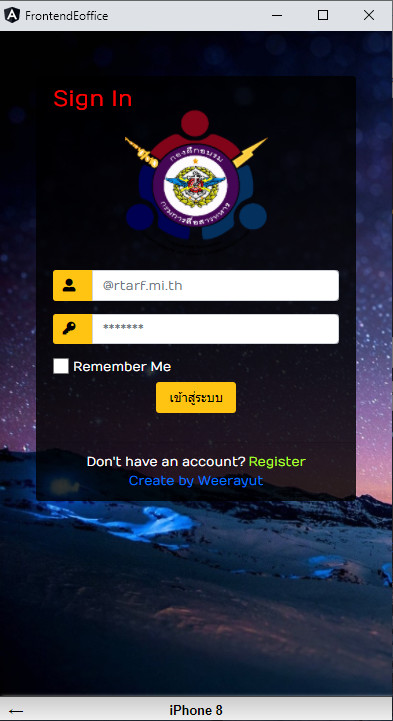 FrontendEoffice
Sign In
กองฝึกอบรม
กรมการสื่อสารทหาร
@rtarf.mi.th
*******
Remember Me
เข้าสู่ระบบ
Don't have an account? Register
Create by Weerayut
iPhone 8